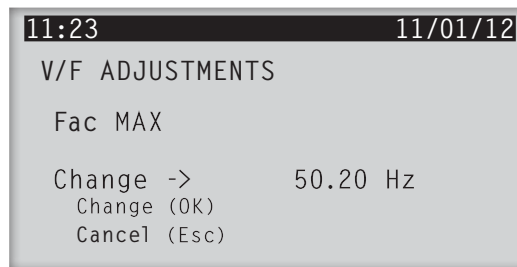 11:23 11/01/12
V/F ADJUSTMENTS
Fac MAX
Change -> 50.20 Hz
Change (OK)
Cancel (Esc)